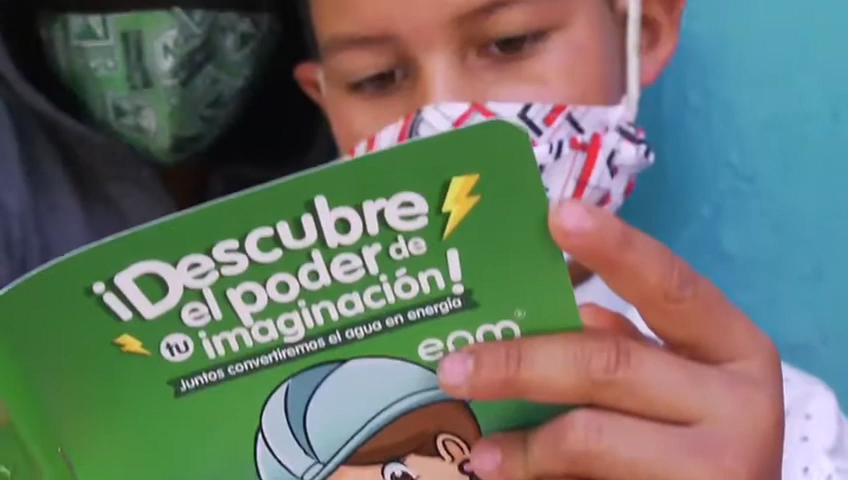 ¡Descubre
el poder de
tu imaginación!
Juntos convertiremos el agua en energía
epm®